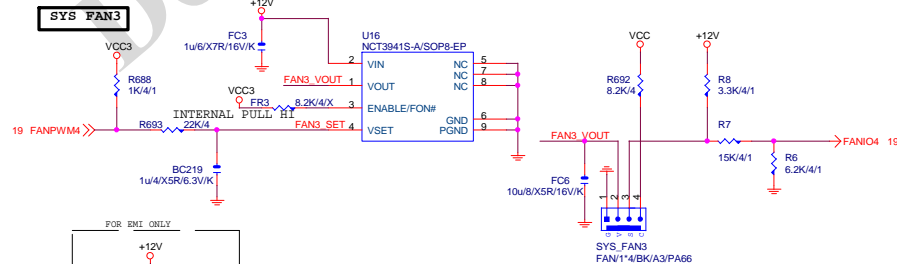 SYS FAN3
+12V
FC3
1u/6/X7R/16V/K
U16
NCT3941S-A/SOP8-EP
VCC3
R688
1K/4/1
2 VIN
NC 5
NC 7
NC 8
FAN3_VOUT 1 VOUT
VCC3
FR3 8.2K/4/X 3 ENABLE/FON#
INTERNAL PULL HI
GND 6
PGND 9
19 FANPWM4
R693 22K/4
FAN3_SET 4 VSET
BC219
1u/4/X5R/6.3V/K
VCC
+12V
R692
8.2K/4
R8
3.3K/4/1
FAN3_VOUT
R7
15K/4/1
FANIO4 19
R6
6.2K/4/1
FC6
10u/8/X5R/16V/K
1 2 3 4
G V S C
SYS_FAN3
FAN/1*4/BK/A3/PA66
FOR EMI ONLY
+12V